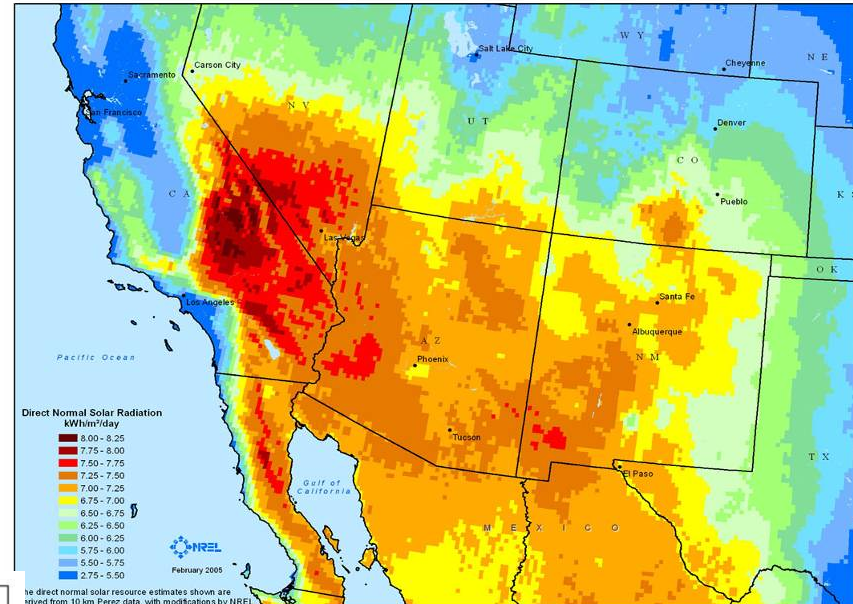 WY
NE
Salt Lake City
Cheyenne
Carson City
Sacramento
NV
San Francisco
UT
Denver
CO
CA
Pueblo
K
Las Vegas
OK
Santa Fe
Los Angeles
Albuquerque
AZ
Pacific Ocean
Phoenix
NM
Direct Normal Solar Radiation
kWh/m²/day
8.00 - 8.25
7.75 - 8.00
7.50 - 7.75
7.25 - 7.50
7.00 - 7.25
6.75 - 7.00
6.50 - 6.75
6.25 - 6.50
6.00 - 6.25
5.75 - 6.00
5.50 - 5.75
2.75 - 5.50
Tucson
TX
El Paso
Gulf of
California
MEXICO
NREL
February 2005
he direct normal solar resource estimates shown are
erived from 10 km Perez data, with modifications by NREL